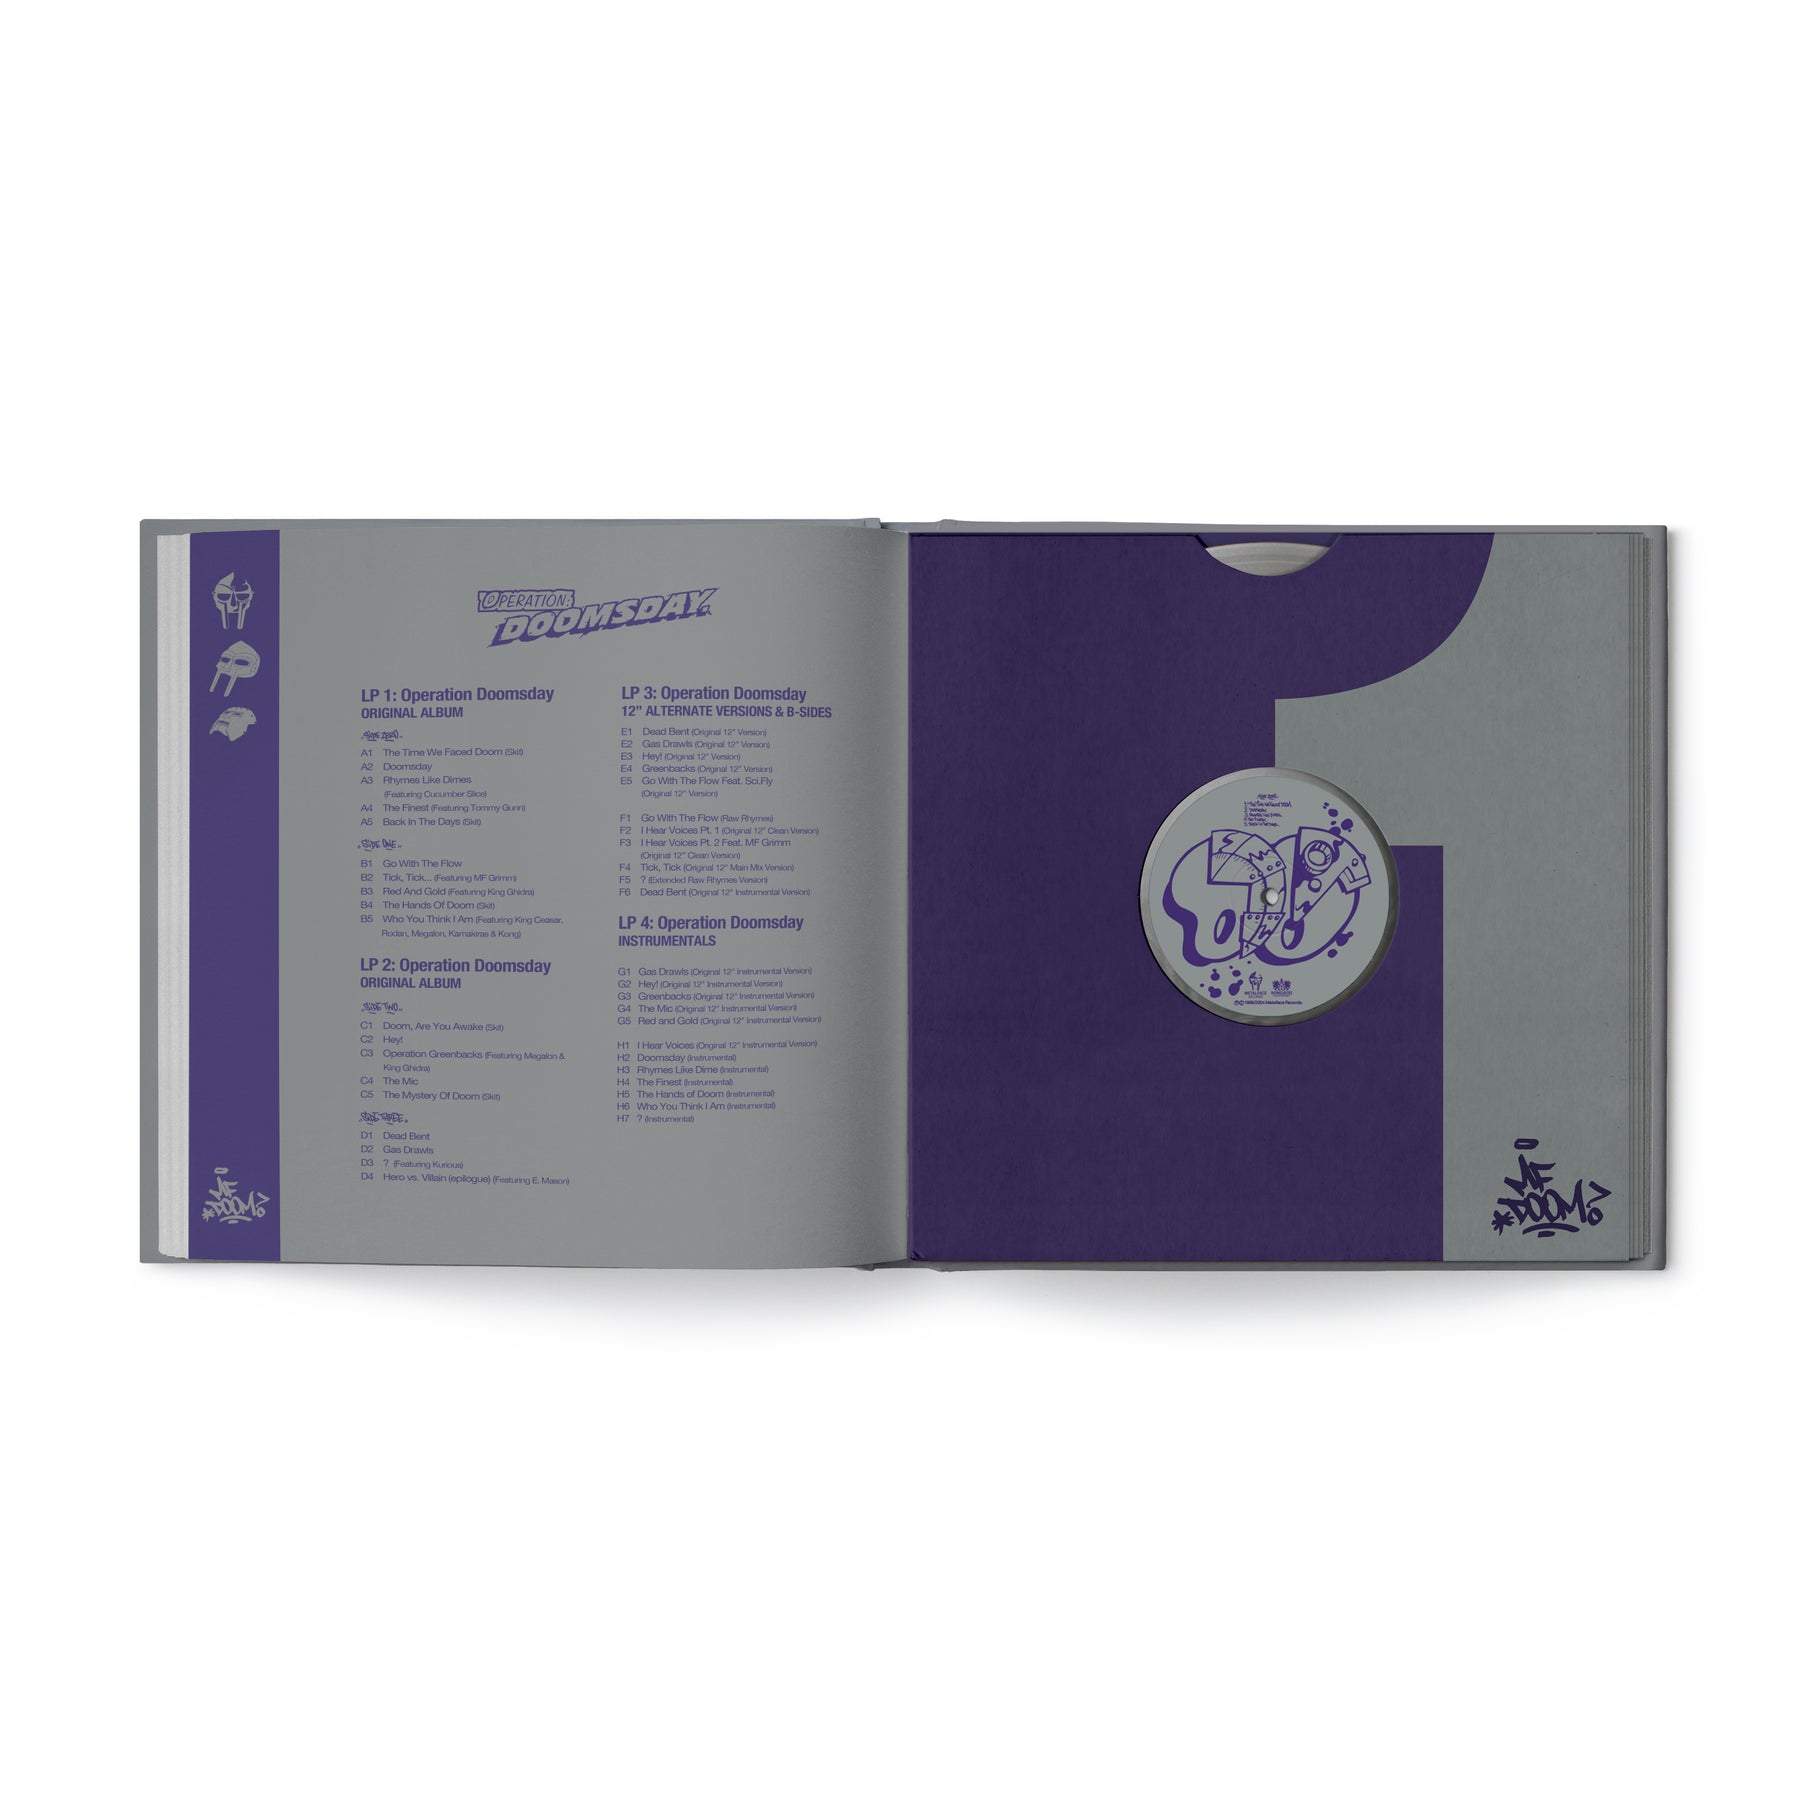 OPERATION:
DOOMSDAY.
LP 1: Operation Doomsday
ORIGINAL ALBUM
SIDE ZERO
A1 The Time We Faced Doom (Skit)
A2 Doomsday
A3 Rhymes Like Dimes
(Featuring Cucumber Slice)
A4 The Finest (Featuring Tommy Gunn)
A5 Back In The Days (Skit)
SIDE ONE
B1 Go With The Flow
B2 Tick, Tick... (Featuring MF Grimm)
B3 Red And Gold (Featuring King Ghidra)
B4 The Hands Of Doom (Skit)
B5 Who You Think I Am (Featuring King Ceasar,
Rodan, Megalon, Kamakiras & Kong)
LP 2: Operation Doomsday
ORIGINAL ALBUM
SIDE TWO
C1 Doom, Are You Awake (Skit)
C2 Hey!
C3 Operation Greenbacks (Featuring Megalon &
King Ghidra)
C4 The Mic
C5 The Mystery Of Doom (Skit)
SIDE THREE
D1 Dead Bent
D2 Gas Drawls
D3 ? (Featuring Kurious)
D4 Hero vs. Villain (epilogue) (Featuring E. Mason)
LP 3: Operation Doomsday
12" ALTERNATE VERSIONS & B-SIDES
E1 Dead Bent (Original 12" Version)
E2 Gas Drawls (Original 12" Version)
E3 Hey! (Original 12" Version)
E4 Greenbacks (Original 12" Version)
E5 Go With The Flow Feat. Sci.Fly
(Original 12" Version)
F1 Go With The Flow (Raw Rhymes)
F2 I Hear Voices Pt. 1 (Original 12" Clean Version)
F3 I Hear Voices Pt. 2 Feat. MF Grimm
(Original 12" Clean Version)
F4 Tick, Tick (Original 12" Main Mix Version)
F5 ? (Extended Raw Rhymes Version)
F6 Dead Bent (Original 12" Instrumental Version)
LP 4: Operation Doomsday
INSTRUMENTALS
G1 Gas Drawls (Original 12" Instrumental Version)
G2 Hey! (Original 12" Instrumental Version)
G3 Greenbacks (Original 12" Instrumental Version)
G4 The Mic (Original 12" Instrumental Version)
G5 Red and Gold (Original 12" Instrumental Version)
H1 I Hear Voices (Original 12" Instrumental Version)
H2 Doomsday (Instrumental)
H3 Rhymes Like Dime (Instrumental)
H4 The Finest (Instrumental)
H5 The Hands of Doom (Instrumental)
H6 Who You Think I Am (Instrumental)
H7 ? (Instrumental)
MF
DOOM
1
METALFACE
Metalface Records
MF
DOOM